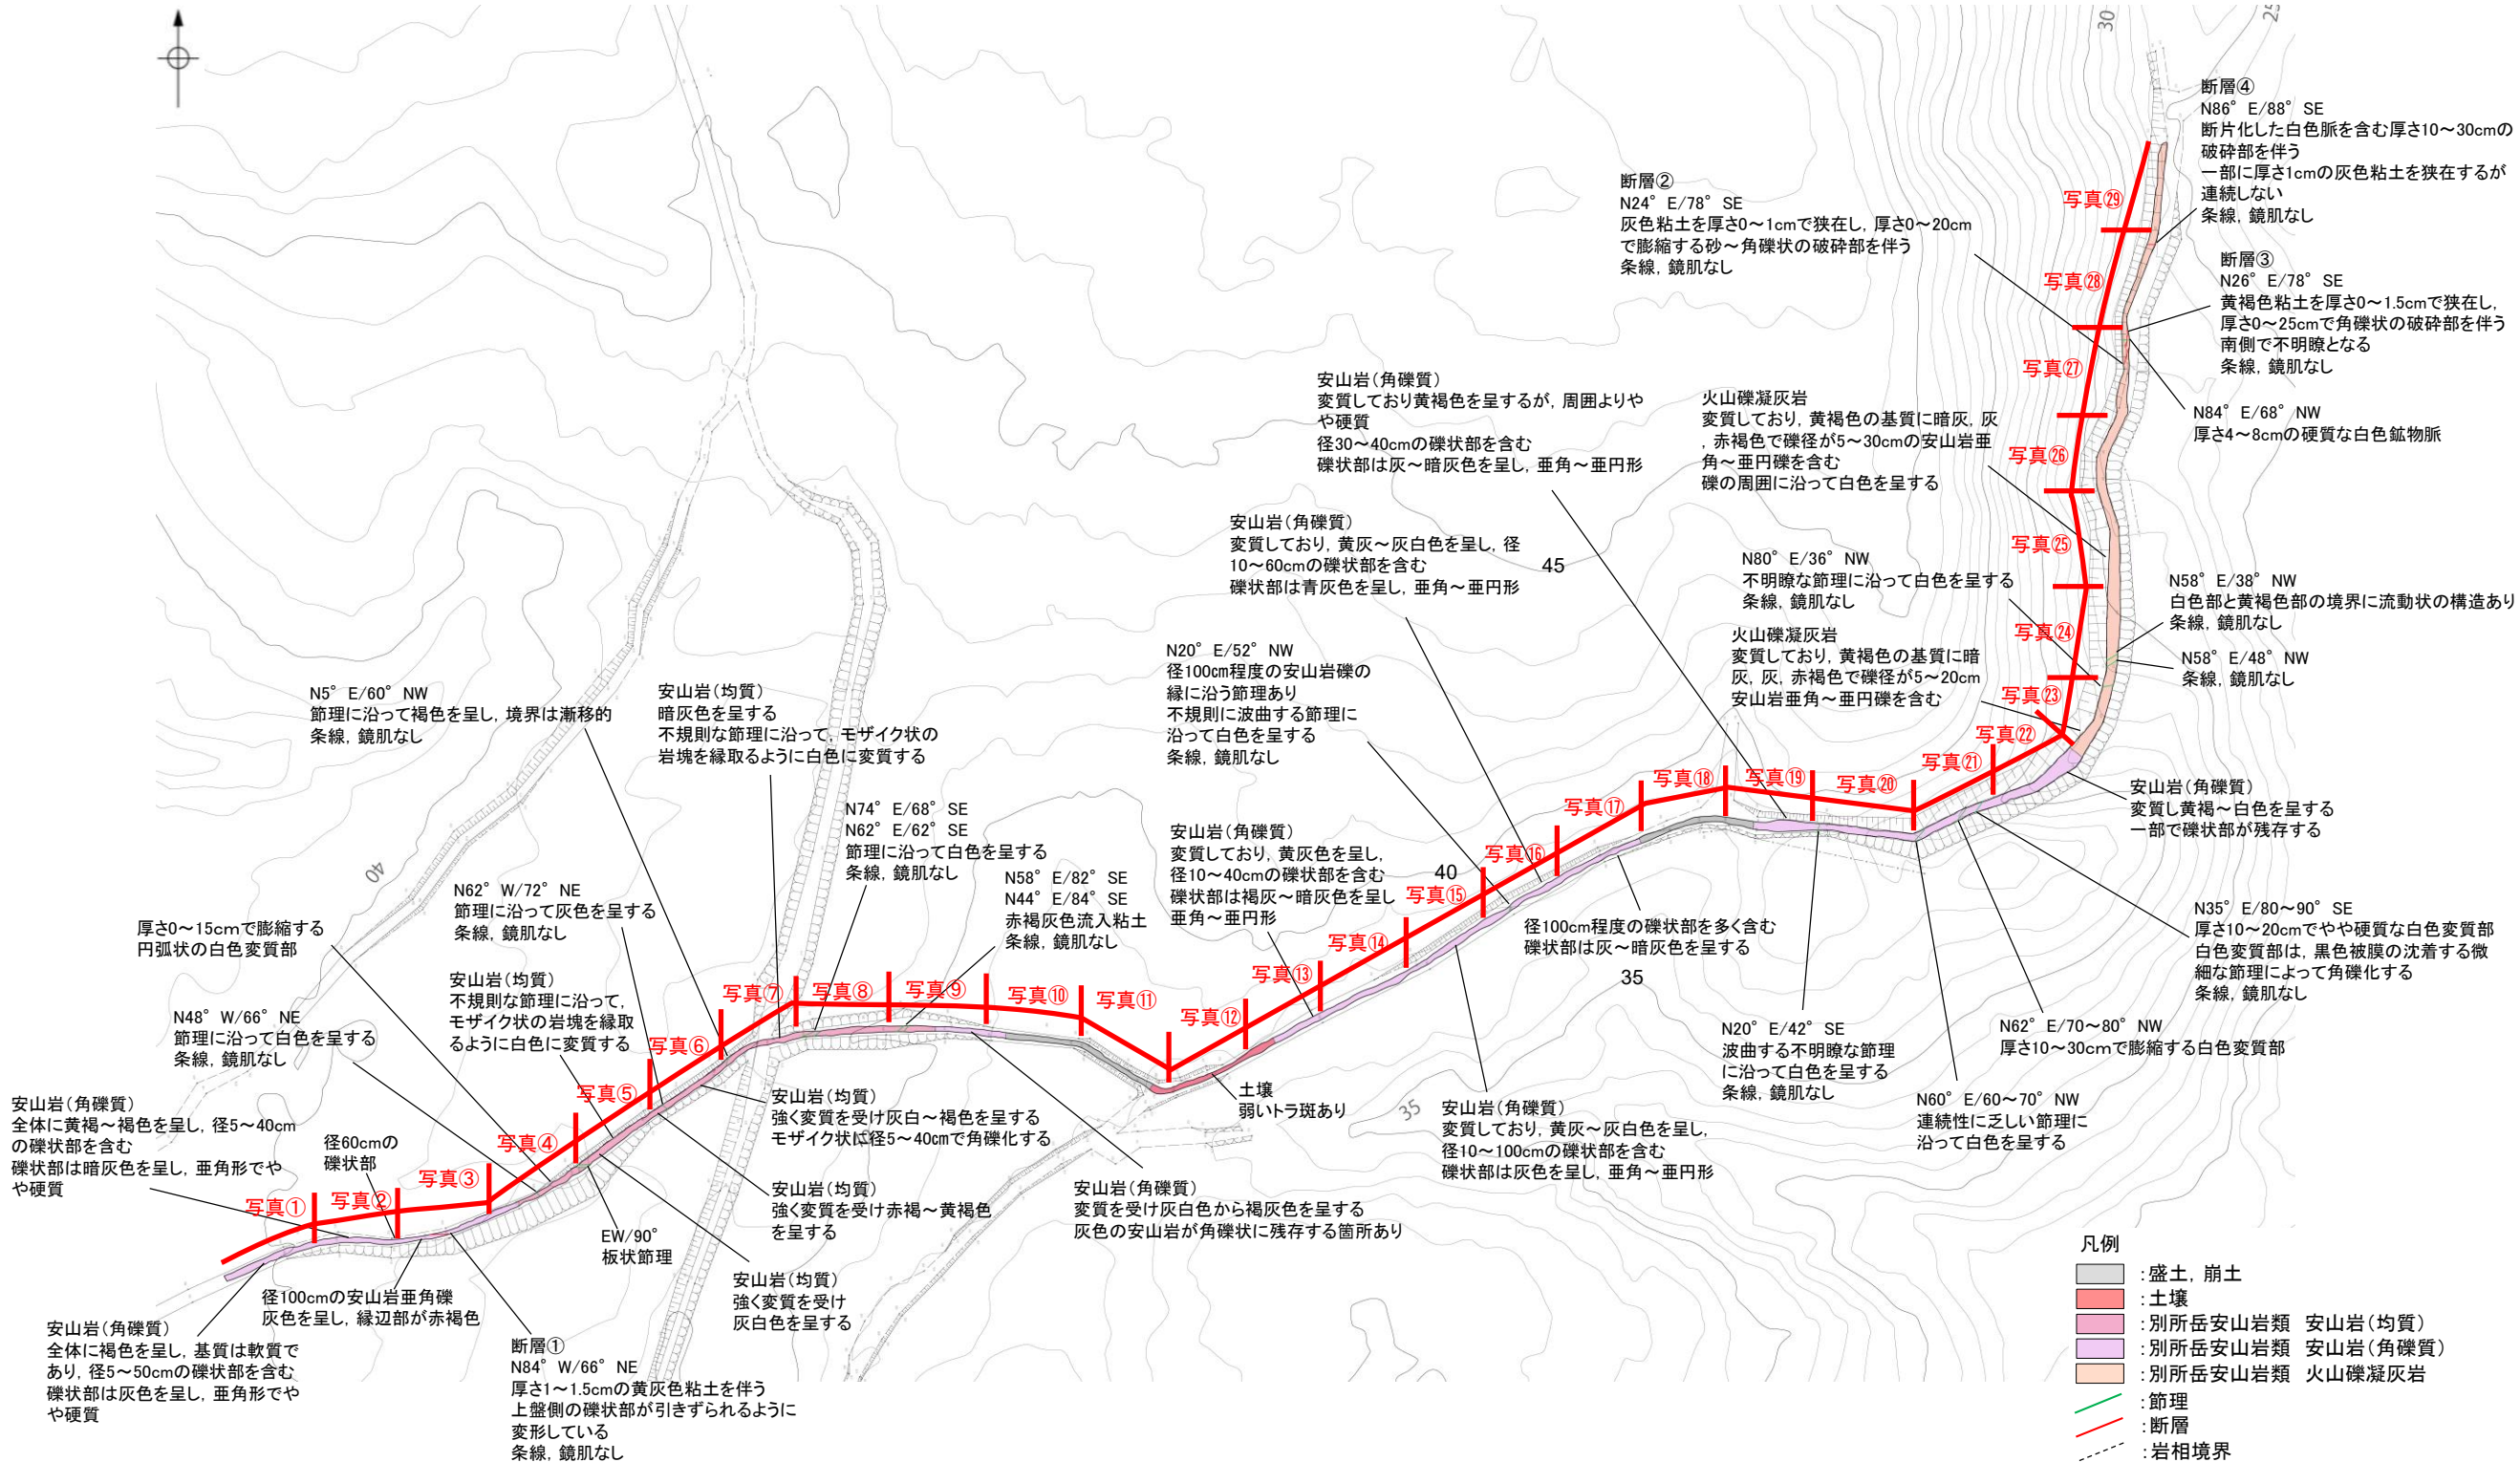 30
25
断層④
N86°E/88°SE
断片化した白色脈を含む厚さ10～30cmの
破砕部を伴う
一部に厚さ1cmの灰色粘土を狭在するが
連続しない
条線, 鏡肌なし
断層②
N24°E/78°SE
灰色粘土を厚さ0～1cmで狭在し, 厚さ0～20cm
で膨縮する砂～角礫状の破砕部を伴う
条線, 鏡肌なし
写真㉙
断層③
N26°E/78°SE
黄褐色粘土を厚さ0～1.5cmで狭在し,
厚さ0～25cmで角礫状の破砕部を伴う
南側で不明瞭となる
条線, 鏡肌なし
写真㉘
写真㉗
安山岩(角礫質)
変質しており黄褐色を呈するが, 周囲よりや
や硬質
径30～40cmの礫状部を含む
礫状部は灰～暗灰色を呈し, 亜角～亜円形
火山礫凝灰岩
変質しており, 黄褐色の基質に暗灰, 灰
, 赤褐色で礫径が5～30cmの安山岩亜
角～亜円礫を含む
礫の周囲に沿って白色を呈する
N84°E/68°NW
厚さ4～8cmの硬質な白色鉱物脈
写真㉖
安山岩(角礫質)
変質しており, 黄灰～灰白色を呈し, 径
10～60cmの礫状部を含む
礫状部は青灰色を呈し, 亜角～亜円形
45
写真㉕
N80°E/36°NW
不明瞭な節理に沿って白色を呈する
条線, 鏡肌なし
N58°E/38°NW
白色部と黄褐色部の境界に流動状の構造あり
条線, 鏡肌なし
写真㉔
火山礫凝灰岩
変質しており, 黄褐色の基質に暗
灰, 灰, 赤褐色で礫径が5～20cm
安山岩亜角～亜円礫を含む
N58°E/48°NW
条線, 鏡肌なし
N20°E/52°NW
径100cm程度の安山岩礫の
縁に沿う節理あり
不規則に波曲する節理に
沿って白色を呈する
条線, 鏡肌なし
N5°E/60°NW
節理に沿って褐色を呈し, 境界は漸移的
条線, 鏡肌なし
安山岩(均質)
暗灰色を呈する
不規則な節理に沿って, モザイク状の
岩塊を縁取るように白色に変質する
写真㉓
写真㉒
写真㉑
写真⑳
写真⑲
写真⑱
写真⑰
写真⑯
写真⑮
写真⑭
写真⑬
写真⑫
写真⑪
写真⑩
写真⑨
写真⑧
写真⑦
写真⑥
写真⑤
写真④
写真③
写真②
写真①
安山岩(角礫質)
変質し黄褐～白色を呈する
一部で礫状部が残存する
N74°E/68°SE
N62°E/62°SE
節理に沿って白色を呈する
条線, 鏡肌なし
安山岩(角礫質)
変質しており, 黄灰色を呈し,
径10～40cmの礫状部を含む
礫状部は褐灰～暗灰色を呈し
亜角～亜円形
40
40
N58°E/82°SE
N44°E/84°SE
赤褐灰色流入粘土
条線, 鏡肌なし
N62°W/72°NE
節理に沿って灰色を呈する
条線, 鏡肌なし
厚さ0～15cmで膨縮する
円弧状の白色変質部
径100cm程度の礫状部を多く含む
礫状部は灰～暗灰色を呈する
35
N35°E/80～90°SE
厚さ10～20cmでやや硬質な白色変質部
白色変質部は, 黒色被膜の沈着する微
細な節理によって角礫化する
条線, 鏡肌なし
安山岩(均質)
不規則な節理に沿って,
モザイク状の岩塊を縁取
るように白色に変質する
N48°W/66°NE
節理に沿って白色を呈する
条線, 鏡肌なし
N20°E/42°SE
波曲する不明瞭な節理
に沿って白色を呈する
条線, 鏡肌なし
N62°E/70～80°NW
厚さ10～30cmで膨縮する白色変質部
N60°E/60～70°NW
連続性に乏しい節理に
沿って白色を呈する
土壌
弱いトラ斑あり
35
安山岩(角礫質)
変質しており, 黄灰～灰白色を呈し,
径10～100cmの礫状部を含む
礫状部は灰色を呈し, 亜角～亜円形
安山岩(均質)
強く変質を受け灰白～褐色を呈する
モザイク状に径5～40cmで角礫化する
安山岩(角礫質)
全体に黄褐～褐色を呈し, 径5～40cm
の礫状部を含む
礫状部は暗灰色を呈し, 亜角形でや
や硬質
径60cmの
礫状部
安山岩(均質)
強く変質を受け赤褐～黄褐色
を呈する
安山岩(角礫質)
変質を受け灰白色から褐灰色を呈する
灰色の安山岩が角礫状に残存する箇所あり
EW/90°
板状節理
安山岩(均質)
強く変質を受け
灰白色を呈する
径100cmの安山岩亜角礫
灰色を呈し, 縁辺部が赤褐色
安山岩(角礫質)
全体に褐色を呈し, 基質は軟質で
あり, 径5～50cmの礫状部を含む
礫状部は灰色を呈し, 亜角形でや
や硬質
断層①
N84°W/66°NE
厚さ1～1.5cmの黄灰色粘土を伴う
上盤側の礫状部が引きずられるように
変形している
条線, 鏡肌なし
凡例
:盛土, 崩土
:土壌
:別所岳安山岩類 安山岩(均質)
:別所岳安山岩類 安山岩(角礫質)
:別所岳安山岩類 火山礫凝灰岩
:節理
:断層
:岩相境界